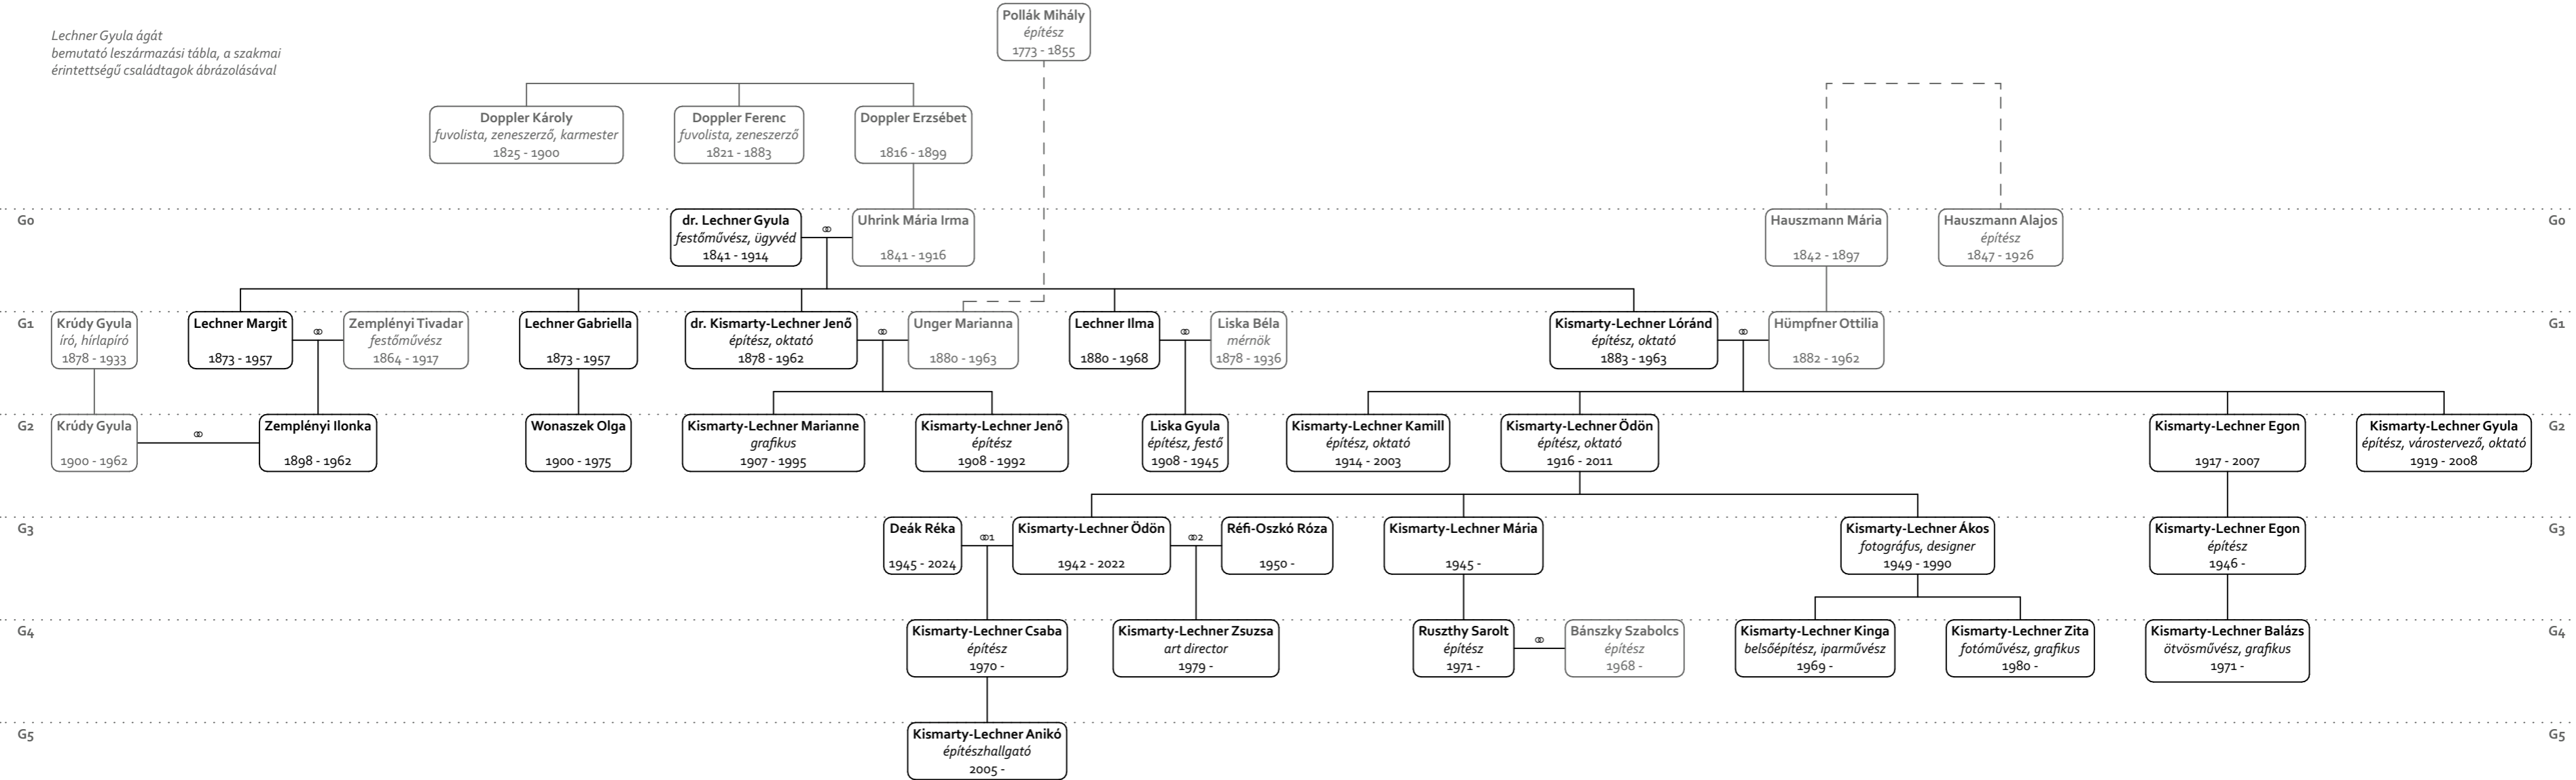 Lechner Gyula ágát
bemutató leszármazási tábla, a szakmai
érintettségű családtagok ábrázolásával
Pollák Mihály
építész
1773 - 1855
Doppler Károly
fuvolista, zeneszerző, karmester
1825 - 1900
Doppler Ferenc
fuvolista, zeneszerző
1821 - 1883
Doppler Erzsébet
1816 - 1899
G0
dr. Lechner Gyula
festőművész, ügyvéd
1841 - 1914
⚭
Uhrink Mária Irma
1841 - 1916
Hauszmann Mária
1842 - 1897
Hauszmann Alajos
építész
1847 - 1926
G0
G1
Krúdy Gyula
író, hírlapíró
1878 - 1933
Lechner Margit
1873 - 1957
⚭
Zemplényi Tivadar
festőművész
1864 - 1917
Lechner Gabriella
1873 - 1957
dr. Kismarty-Lechner Jenő
építész, oktató
1878 - 1962
⚭
Unger Marianna
1880 - 1963
Lechner Ilma
1880 - 1968
⚭
Liska Béla
mérnök
1878 - 1936
Kismarty-Lechner Lóránd
építész, oktató
1883 - 1963
⚭
Hümpfner Ottilia
1882 - 1962
G1
G2
Krúdy Gyula
1900 - 1962
⚭
Zemplényi Ilonka
1898 - 1962
Wonaszek Olga
1900 - 1975
Kismarty-Lechner Marianne
grafikus
1907 - 1995
Kismarty-Lechner Jenő
építész
1908 - 1992
Liska Gyula
építész, festő
1908 - 1945
Kismarty-Lechner Kamill
építész, oktató
1914 - 2003
Kismarty-Lechner Ödön
építész, oktató
1916 - 2011
Kismarty-Lechner Egon
1917 - 2007
Kismarty-Lechner Gyula
építész, várostervező, oktató
1919 - 2008
G2
G3
Deák Réka
1945 - 2024
⚭1
Kismarty-Lechner Ödön
1942 - 2022
⚭2
Réfi-Oszkó Róza
1950 -
Kismarty-Lechner Mária
1945 -
Kismarty-Lechner Ákos
fotográfus, designer
1949 - 1990
Kismarty-Lechner Egon
építész
1946 -
G3
G4
Kismarty-Lechner Csaba
építész
1970 -
Kismarty-Lechner Zsuzsa
art director
1979 -
Ruszthy Sarolt
építész
1971 -
⚭
Bánszky Szabolcs
építész
1968 -
Kismarty-Lechner Kinga
belsőépítész, iparművész
1969 -
Kismarty-Lechner Zita
fotóművész, grafikus
1980 -
Kismarty-Lechner Balázs
ötvösművész, grafikus
1971 -
G4
G5
Kismarty-Lechner Anikó
építészhallgató
2005 -
G5